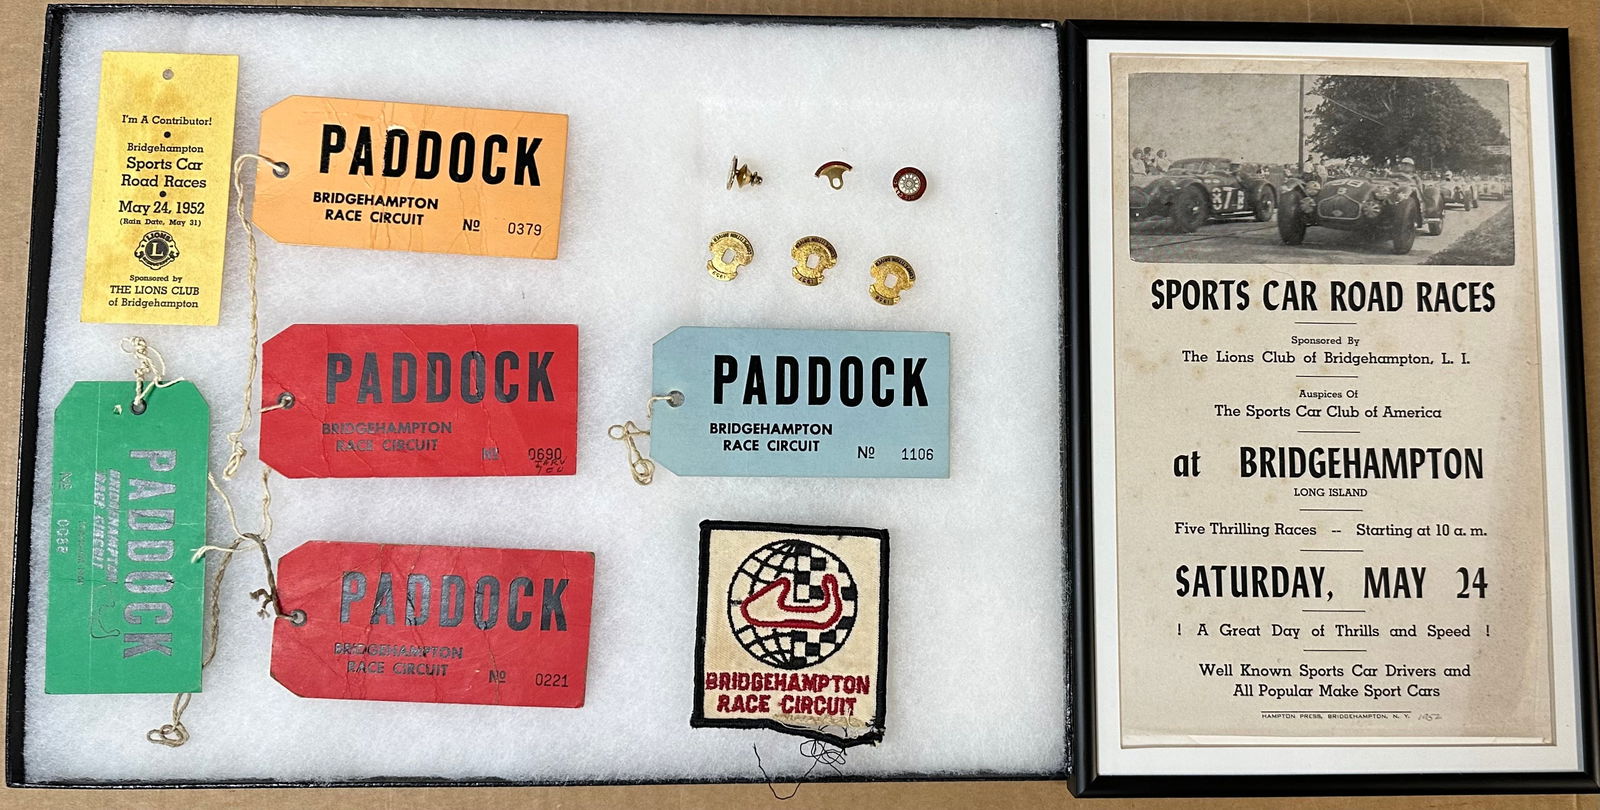 I'm A Contributor!
Bridgehampton
Sports Car
Road Races
May 24, 1952
(Rain Date, May 31)
LIONS
L
Sponsored by
THE LIONS CLUB
of Bridgehampton
PADDOCK
BRIDGEHAMPTON
RACE CIRCUIT
Nº 0379
PADDOCK
BRIDGEHAMPTON
RACE CIRCUIT
Nº 0690
PADDOCK
BRIDGEHAMPTON
RACE CIRCUIT
Nº 1106
PADDOCK
BRIDGEHAMPTON
RACE CIRCUIT
Nº
PADDOCK
BRIDGEHAMPTON
RACE CIRCUIT
Nº 0221
BRIDGEHAMPTON
RACE CIRCUIT
SPORTS CAR ROAD RACES
Sponsored By
The Lions Club of Bridgehampton, L. I.
Auspices Of
The Sports Car Club of America
at BRIDGEHAMPTON
LONG ISLAND
Five Thrilling Races -- Starting at 10 a. m.
SATURDAY, MAY 24
! A Great Day of Thrills and Speed !
Well Known Sports Car Drivers and
All Popular Make Sport Cars
HAMPTON PRESS, BRIDGEHAMPTON, N. Y. 1952